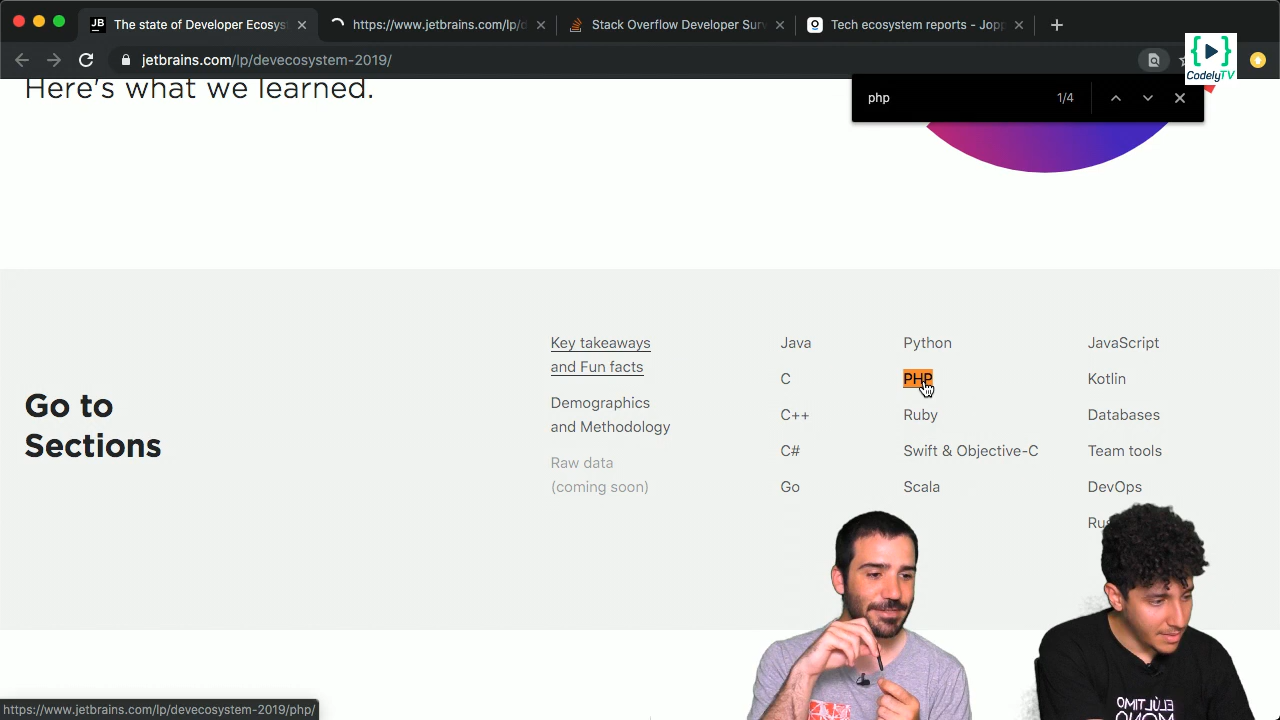 The state of Developer Ecosys
https://www.jetbrains.com/lp/d
Stack Overflow Developer Surv
Tech ecosystem reports - Jopp
jetbrains.com/lp/devecosystem-2019/
CodelyTV
php
1/4
Here's what we learned.
Go to
Sections
Key takeaways
and Fun facts
Demographics
and Methodology
Raw data
(coming soon)
Java
C
C++
C#
Go
Python
PHP
Ruby
Swift & Objective-C
Scala
JavaScript
Kotlin
Databases
Team tools
DevOps
Ru
EL ÚLTIMO
MONO
https://www.jetbrains.com/lp/devecosystem-2019/php/